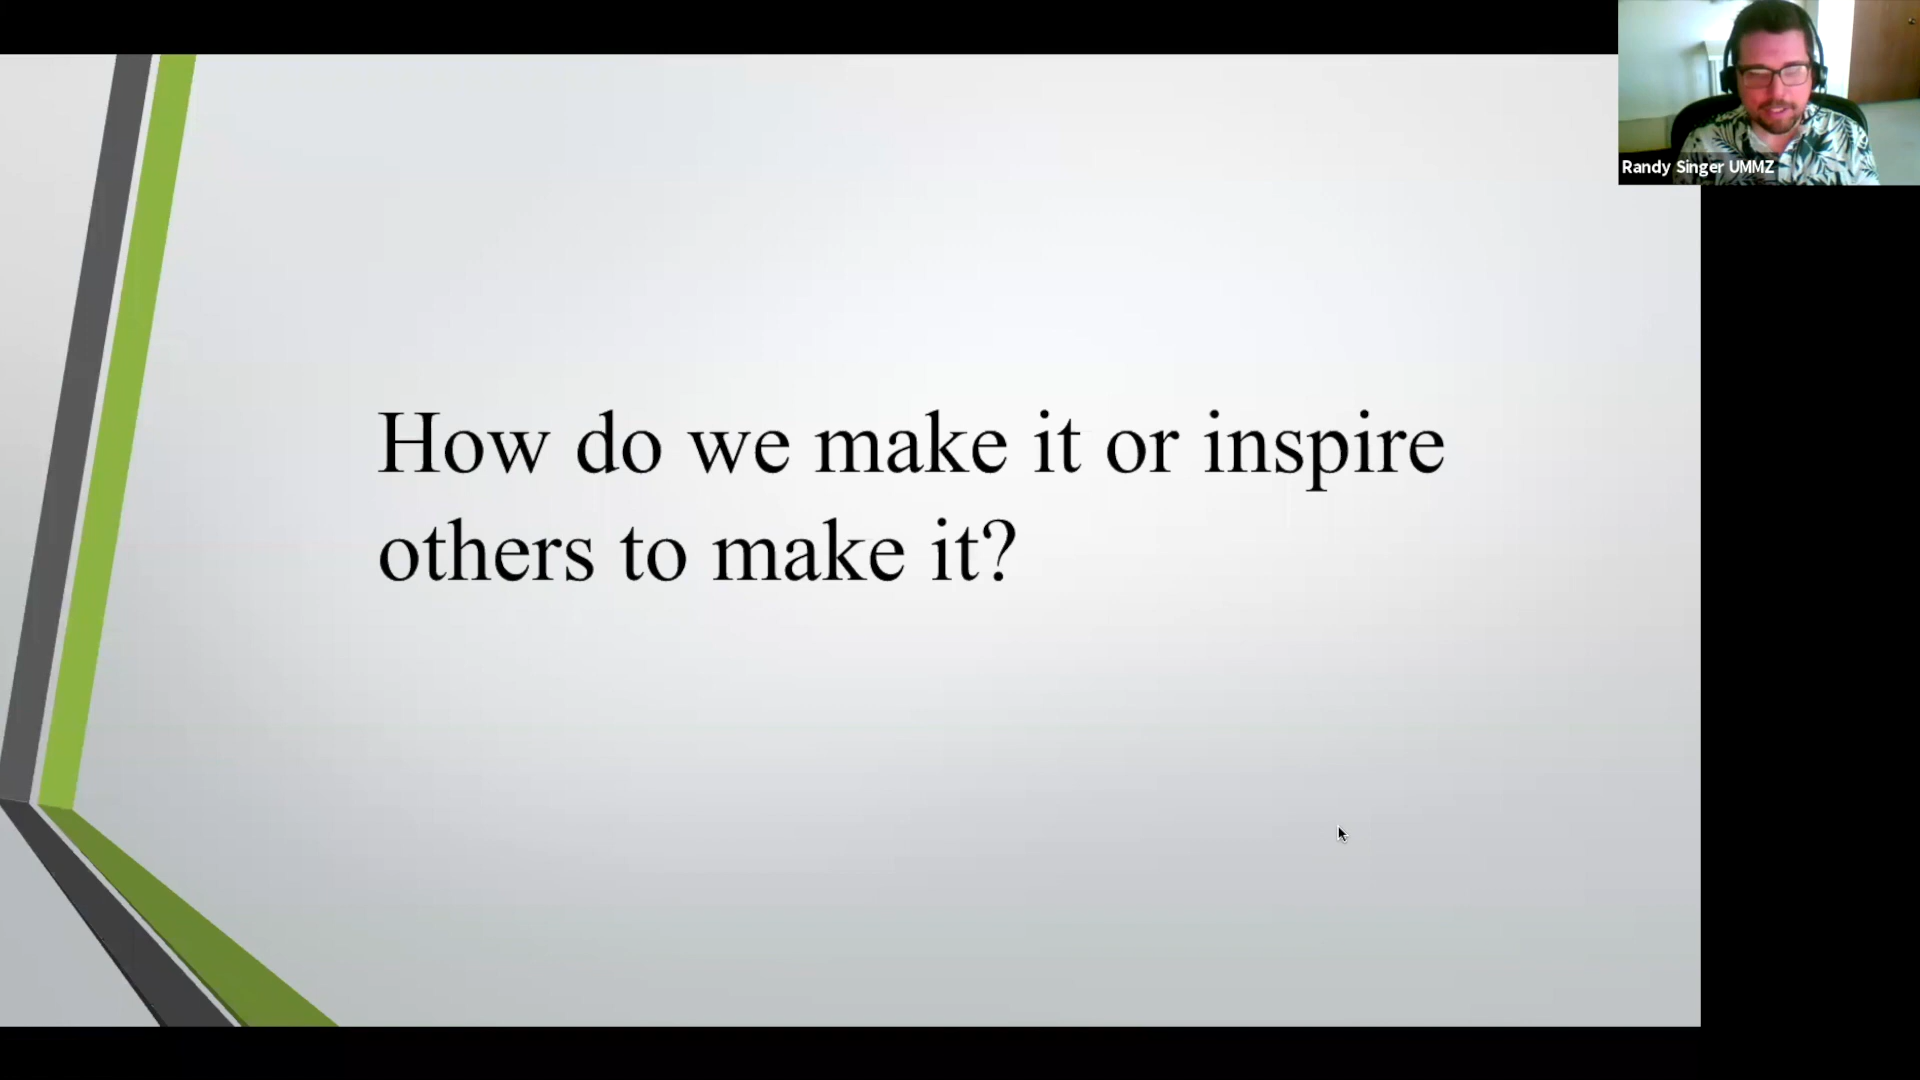 Randy Singer UMMZ
How do we make it or inspire
others to make it?